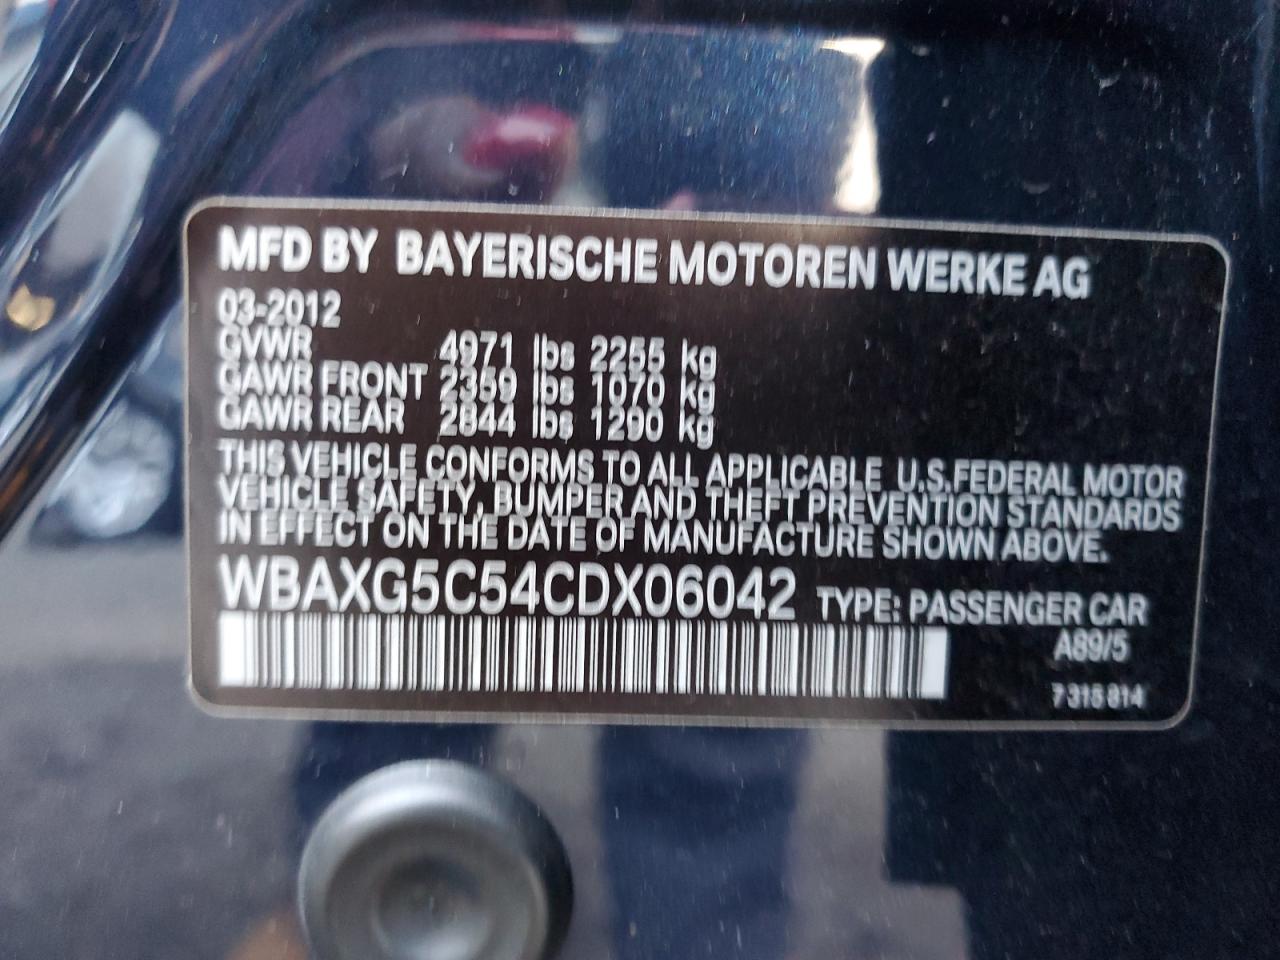 MFD BY BAYERISCHE MOTOREN WERKE AG
03-2012
GVWR 4971 lbs 2255 kg
GAWR FRONT 2359 lbs 1070 kg
GAWR REAR 2844 lbs 1290 kg
THIS VEHICLE CONFORMS TO ALL APPLICABLE U.S.FEDERAL MOTOR
VEHICLE SAFETY, BUMPER AND THEFT PREVENTION STANDARDS
IN EFFECT ON THE DATE OF MANUFACTURE SHOWN ABOVE.
WBAXG5C54CDX06042 TYPE: PASSENGER CAR
A89/5
7 315 814